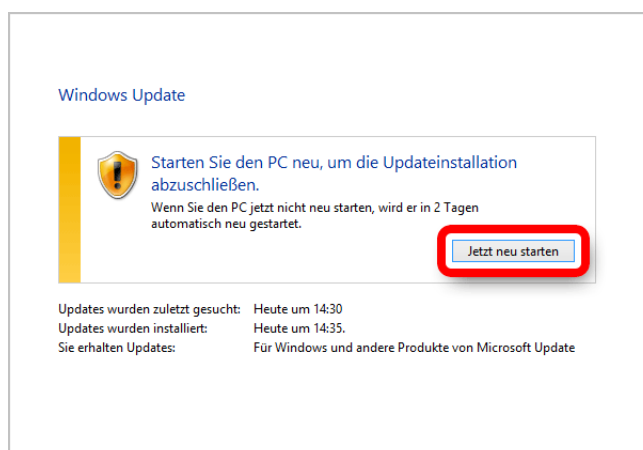 Windows Update
Starten Sie den PC neu, um die Updateinstallation
abzuschließen.
Wenn Sie den PC jetzt nicht neu starten, wird er in 2 Tagen
automatisch neu gestartet.
Jetzt neu starten
Updates wurden zuletzt gesucht: Heute um 14:30
Updates wurden installiert: Heute um 14:35.
Sie erhalten Updates: Für Windows und andere Produkte von Microsoft Update